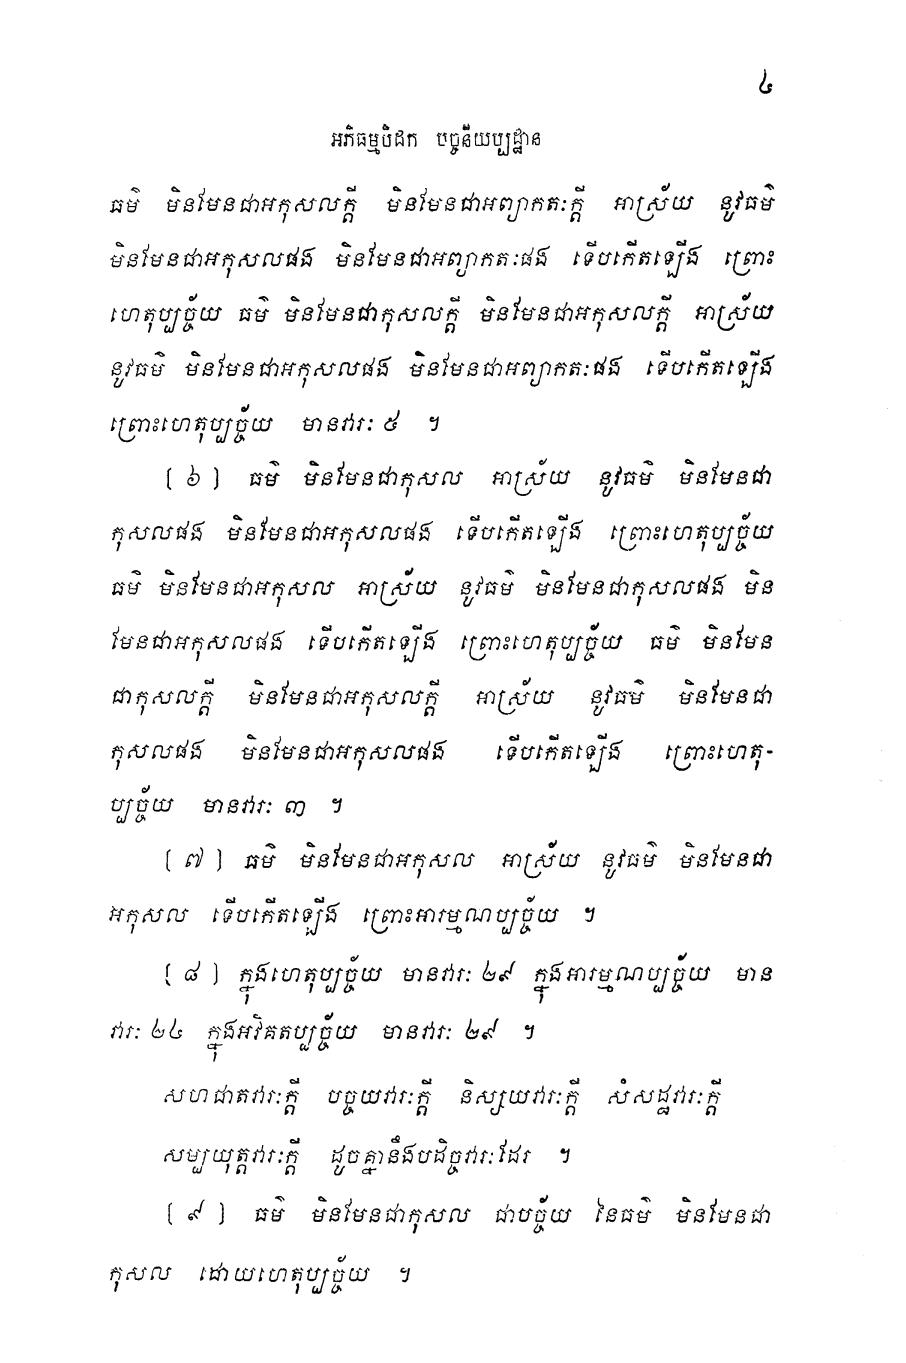 ៤
អភិធម្មបិដក បច្ចនីយប្បដ្ឋាន
ធម៌ មិនមែនជាអកុសលក្តី មិនមែនជាអព្យាកតៈក្តី អាស្រ័យ នូវធម៌
មិនមែនជាអកុសលផង មិនមែនជាអព្យាកតៈផង ទើបកើតឡើង ព្រោះ
ហេតុប្បច្ច័យ ធម៌ មិនមែនជាកុសលក្តី មិនមែនជាអកុសលក្តី អាស្រ័យ
នូវធម៌ មិនមែនជាអកុសលផង មិនមែនជាអព្យាកតៈផង ទើបកើតឡើង
ព្រោះហេតុប្បច្ច័យ មានវារៈ ៥ ។
[ ៦ ] ធម៌ មិនមែនជាកុសល អាស្រ័យ នូវធម៌ មិនមែនជា
កុសលផង មិនមែនជាអកុសលផង ទើបកើតឡើង ព្រោះហេតុប្បច្ច័យ
ធម៌ មិនមែនជាអកុសល អាស្រ័យ នូវធម៌ មិនមែនជាកុសលផង មិន
មែនជាអកុសលផង ទើបកើតឡើង ព្រោះហេតុប្បច្ច័យ ធម៌ មិនមែន
ជាកុសលក្តី មិនមែនជាអកុសលក្តី អាស្រ័យ នូវធម៌ មិនមែនជា
កុសលផង មិនមែនជាអកុសលផង ទើបកើតឡើង ព្រោះហេតុ-
ប្បច្ច័យ មានវារៈ ៣ ។
[ ៧ ] ធម៌ មិនមែនជាអកុសល អាស្រ័យ នូវធម៌ មិនមែនជា
អកុសល ទើបកើតឡើង ព្រោះអារម្មណប្បច្ច័យ ។
[ ៨ ] ក្នុងហេតុប្បច្ច័យ មានវារៈ ២៩ ក្នុងអារម្មណប្បច្ច័យ មាន
វារៈ ២៤ ក្នុងអវិគតប្បច្ច័យ មានវារៈ ២៩ ។
សហជាតវារៈក្តី បច្ចយវារៈក្តី និស្សយវារៈក្តី សំសដ្ឋវារៈក្តី
សម្បយុត្តវារៈក្តី ដូចគ្នានឹងបដិច្ចវារៈដែរ ។
[ ៩ ] ធម៌ មិនមែនជាកុសល ជាបច្ច័យ នៃធម៌ មិនមែនជា
កុសល ដោយហេតុប្បច្ច័យ ។